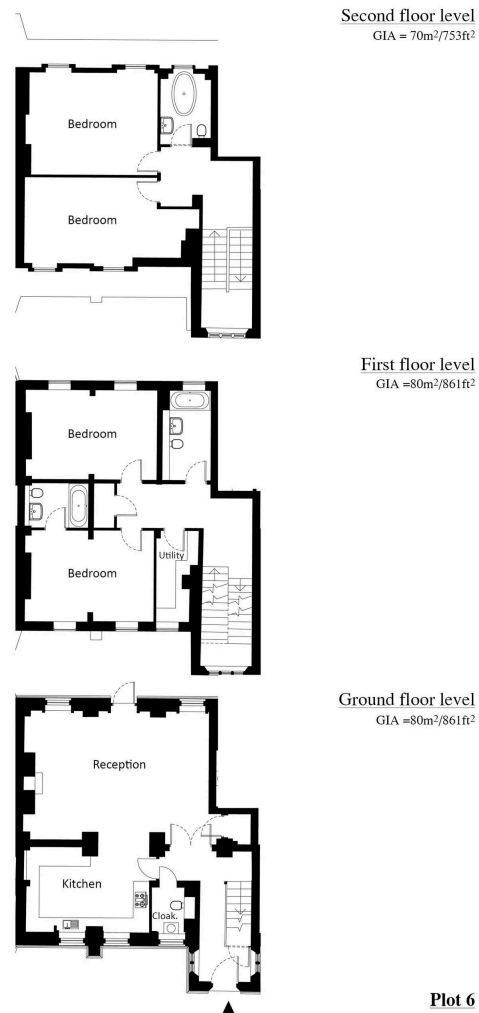 Second floor level
GIA = 70m²/753ft²
Bedroom
Bedroom
First floor level
GIA =80m²/861ft²
Bedroom
Bedroom
Utility
Ground floor level
GIA =80m²/861ft²
Reception
Kitchen
Cloak.
Plot 6